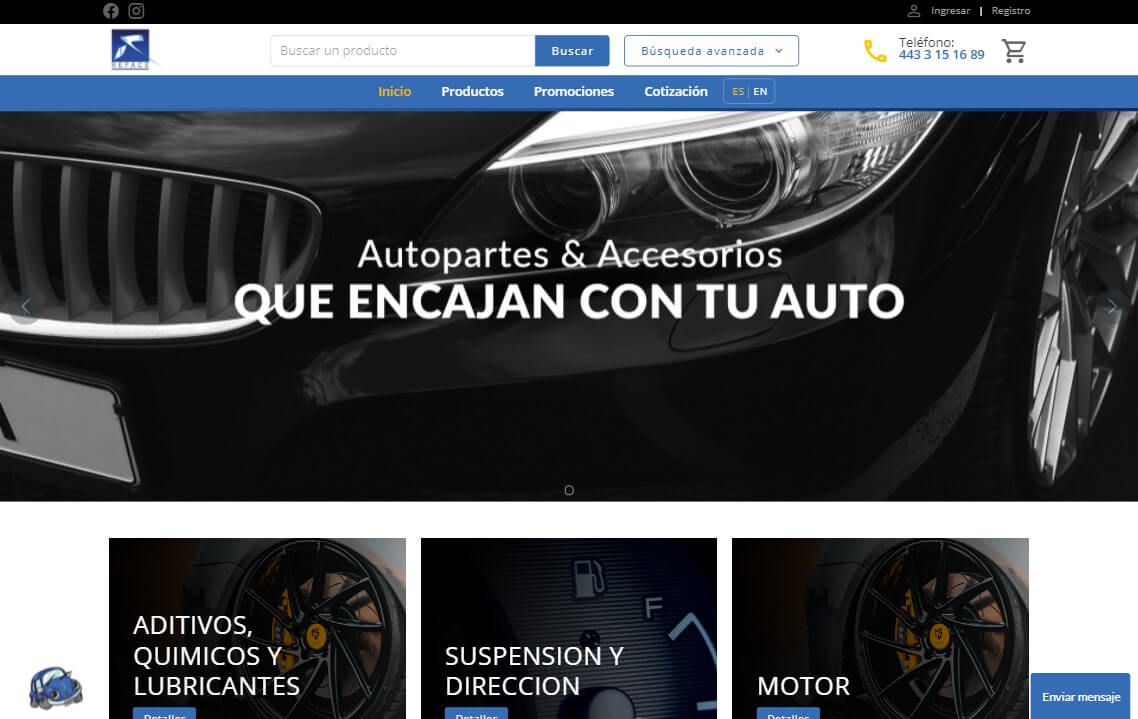 Ingresar | Registro
REFACE
Buscar un producto
Buscar
Búsqueda avanzada
Teléfono:
443 3 15 16 89
Inicio
Productos
Promociones
Cotización
ES | EN
Autopartes & Accesorios
QUE ENCAJAN CON TU AUTO
ADITIVOS,
QUIMICOS Y
LUBRICANTES
Detalles
F
SUSPENSION Y
DIRECCION
Detalles
MOTOR
Detalles
Enviar mensaje